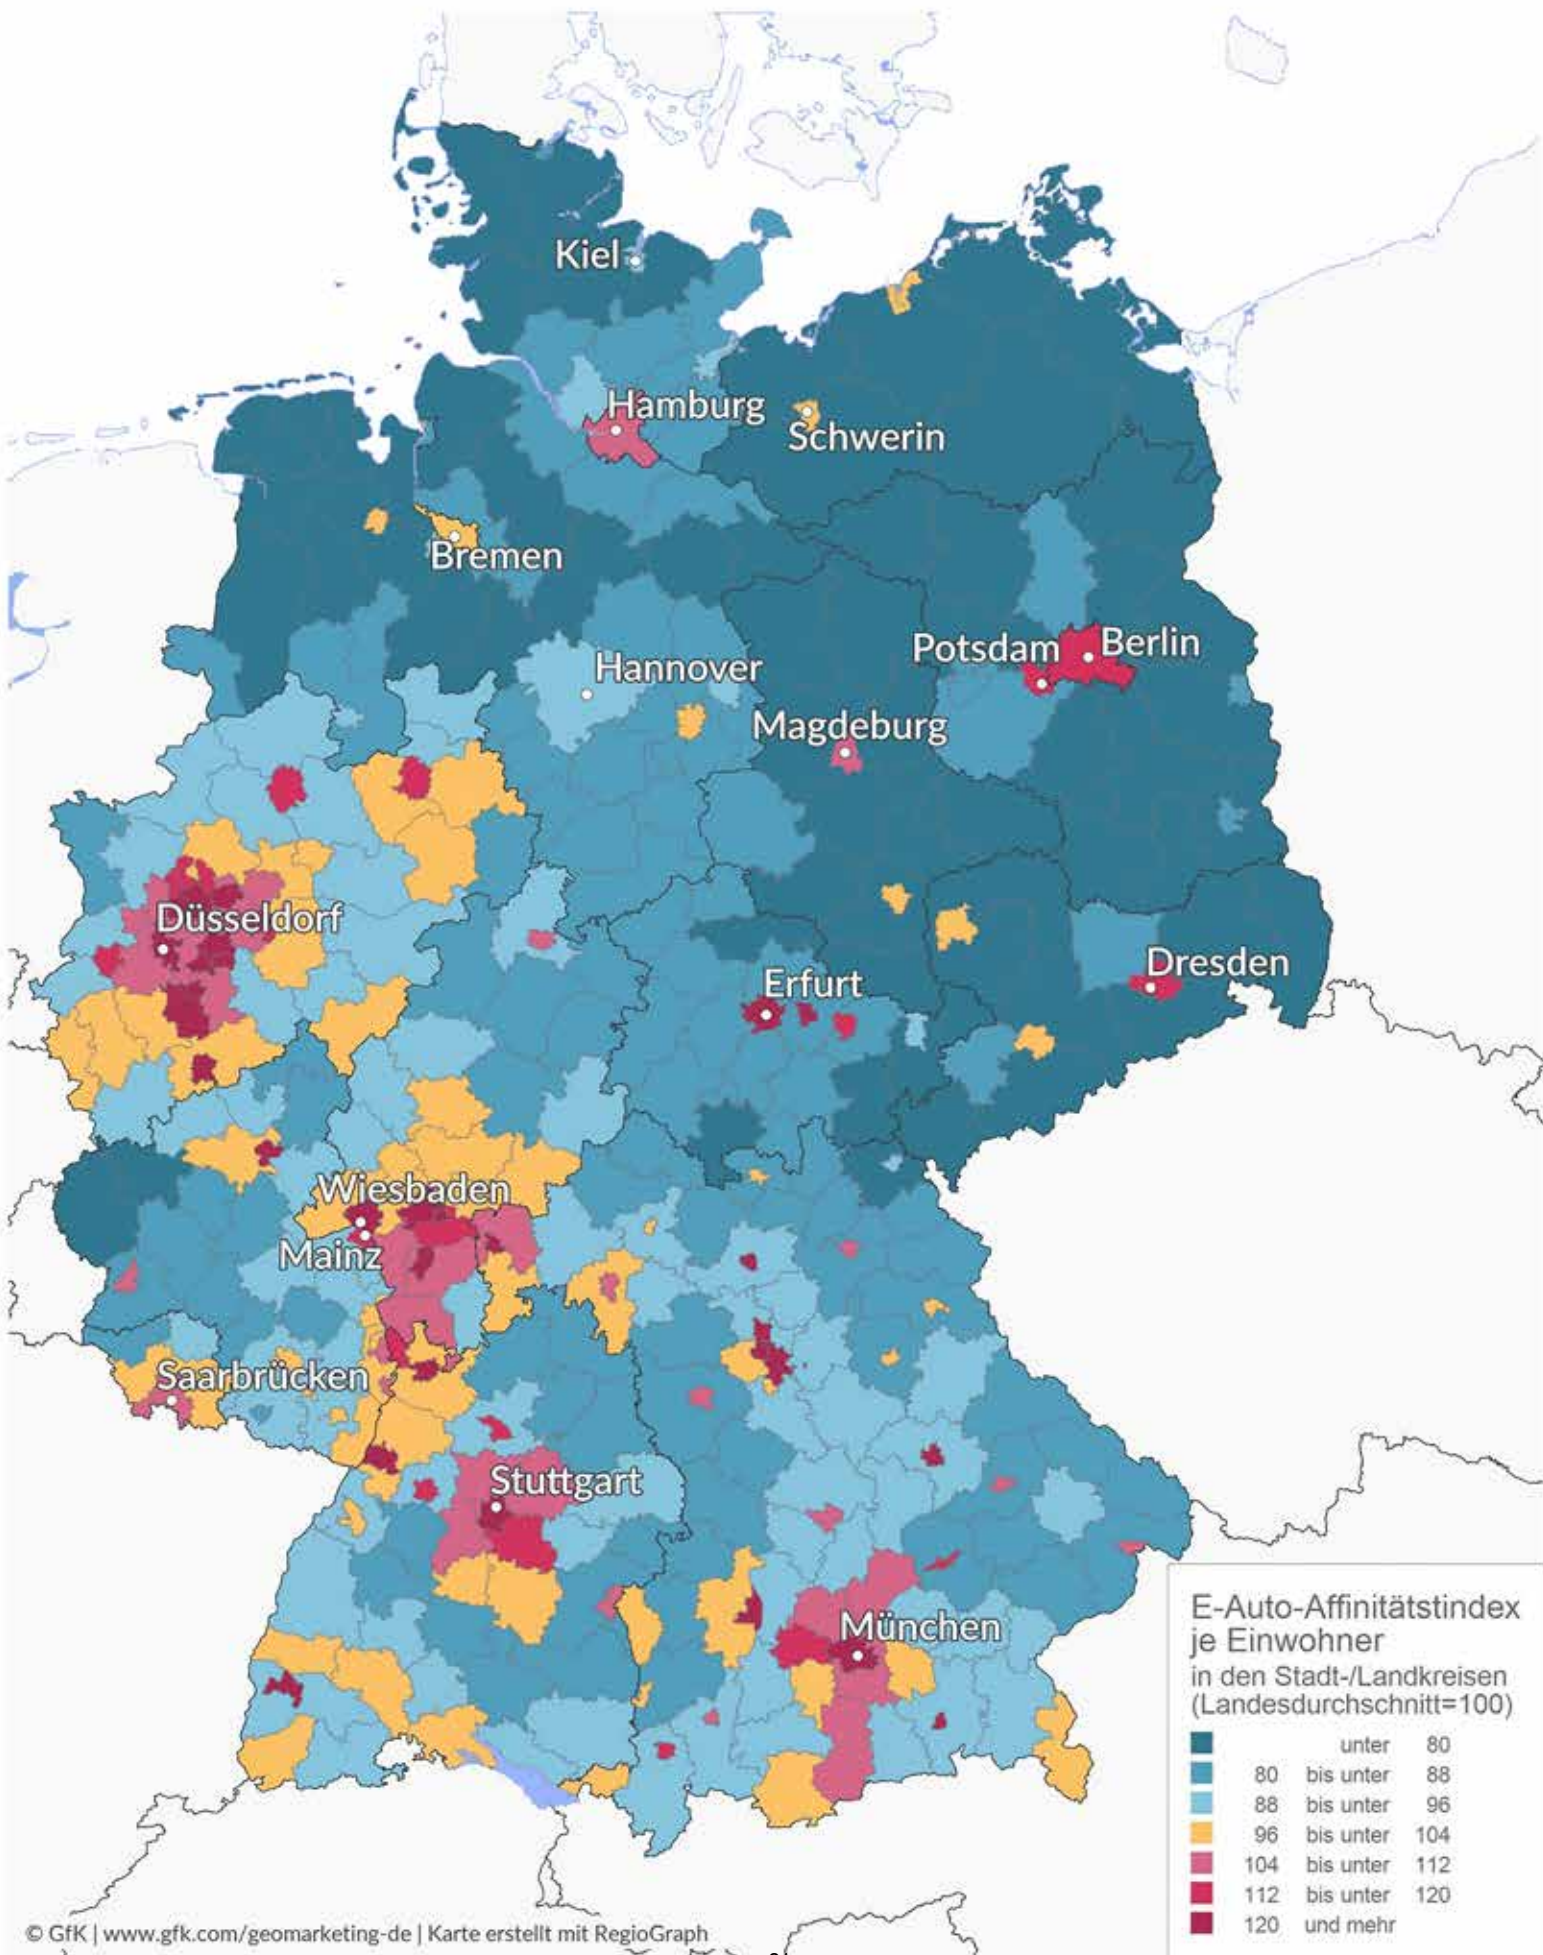 Kiel
Hamburg
Schwerin
Bremen
Potsdam
Berlin
Hannover
Magdeburg
Düsseldorf
Dresden
Erfurt
Wiesbaden
Mainz
Saarbrücken
Stuttgart
München
E-Auto-Affinitätstindex
je Einwohner
in den Stadt-/Landkreisen
(Landesdurchschnitt=100)
unter 80
80 bis unter 88
88 bis unter 96
96 bis unter 104
104 bis unter 112
112 bis unter 120
120 und mehr
© GfK | www.gfk.com/geomarketing-de | Karte erstellt mit RegioGraph